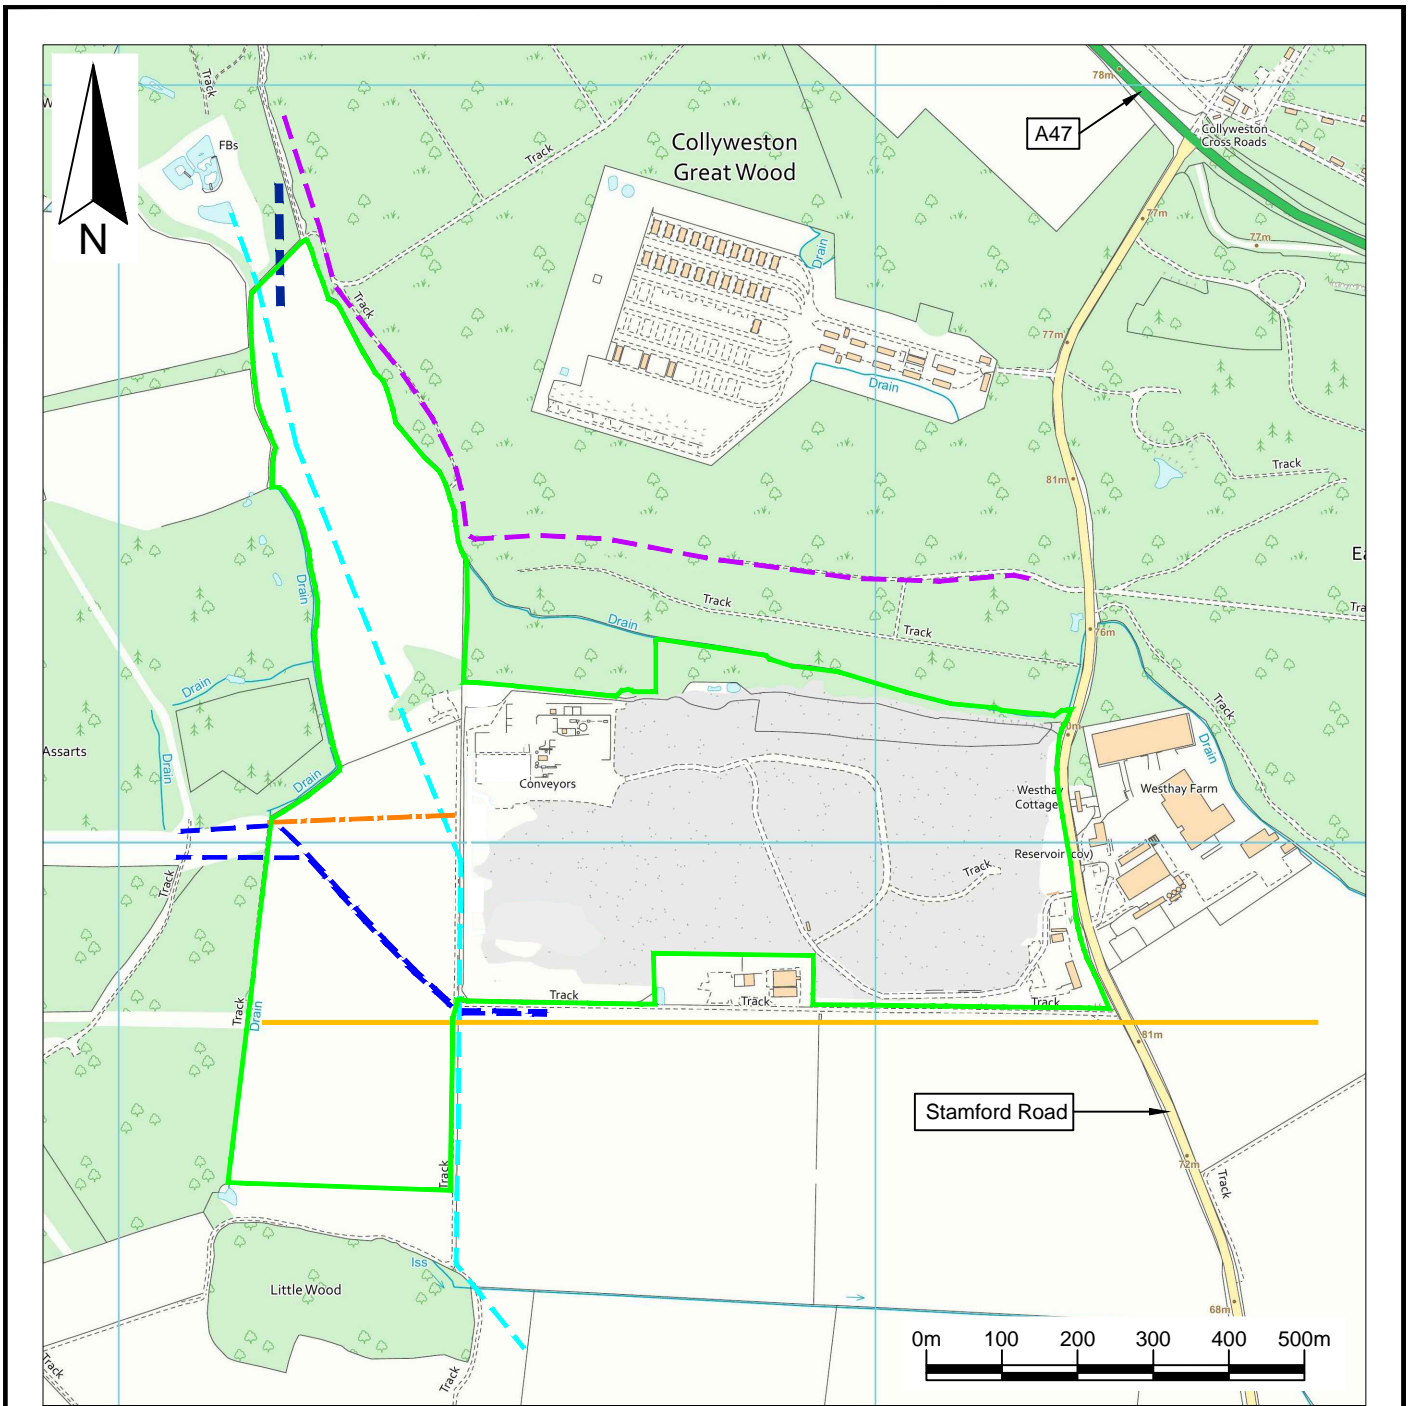 78m
A47
Collyweston
Cross Roads
Track
W
FBs
Collyweston
Great Wood
Track
N
77m
77m
Drain
Track
77m
Drain
Track
81m
Ea
Drain
Track
Tra
Drain
Track
76m
Drain
Track
Assarts
Drain
Drain
Drain
Conveyors
Westhay
Cottage
Westhay Farm
Reservoir (cov)
Track
Track
Track
Track
Track
Track
Drain
81m
Stamford Road
72m
Track
Track
Iss
Little Wood
68m
0m 100 200 300 400 500m
Track
Track